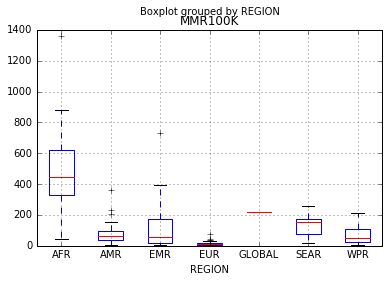 Boxplot grouped by REGION
MMR100K
1400
1200
1000
800
600
400
200
0
AFR AMR EMR EUR GLOBAL SEAR WPR
REGION